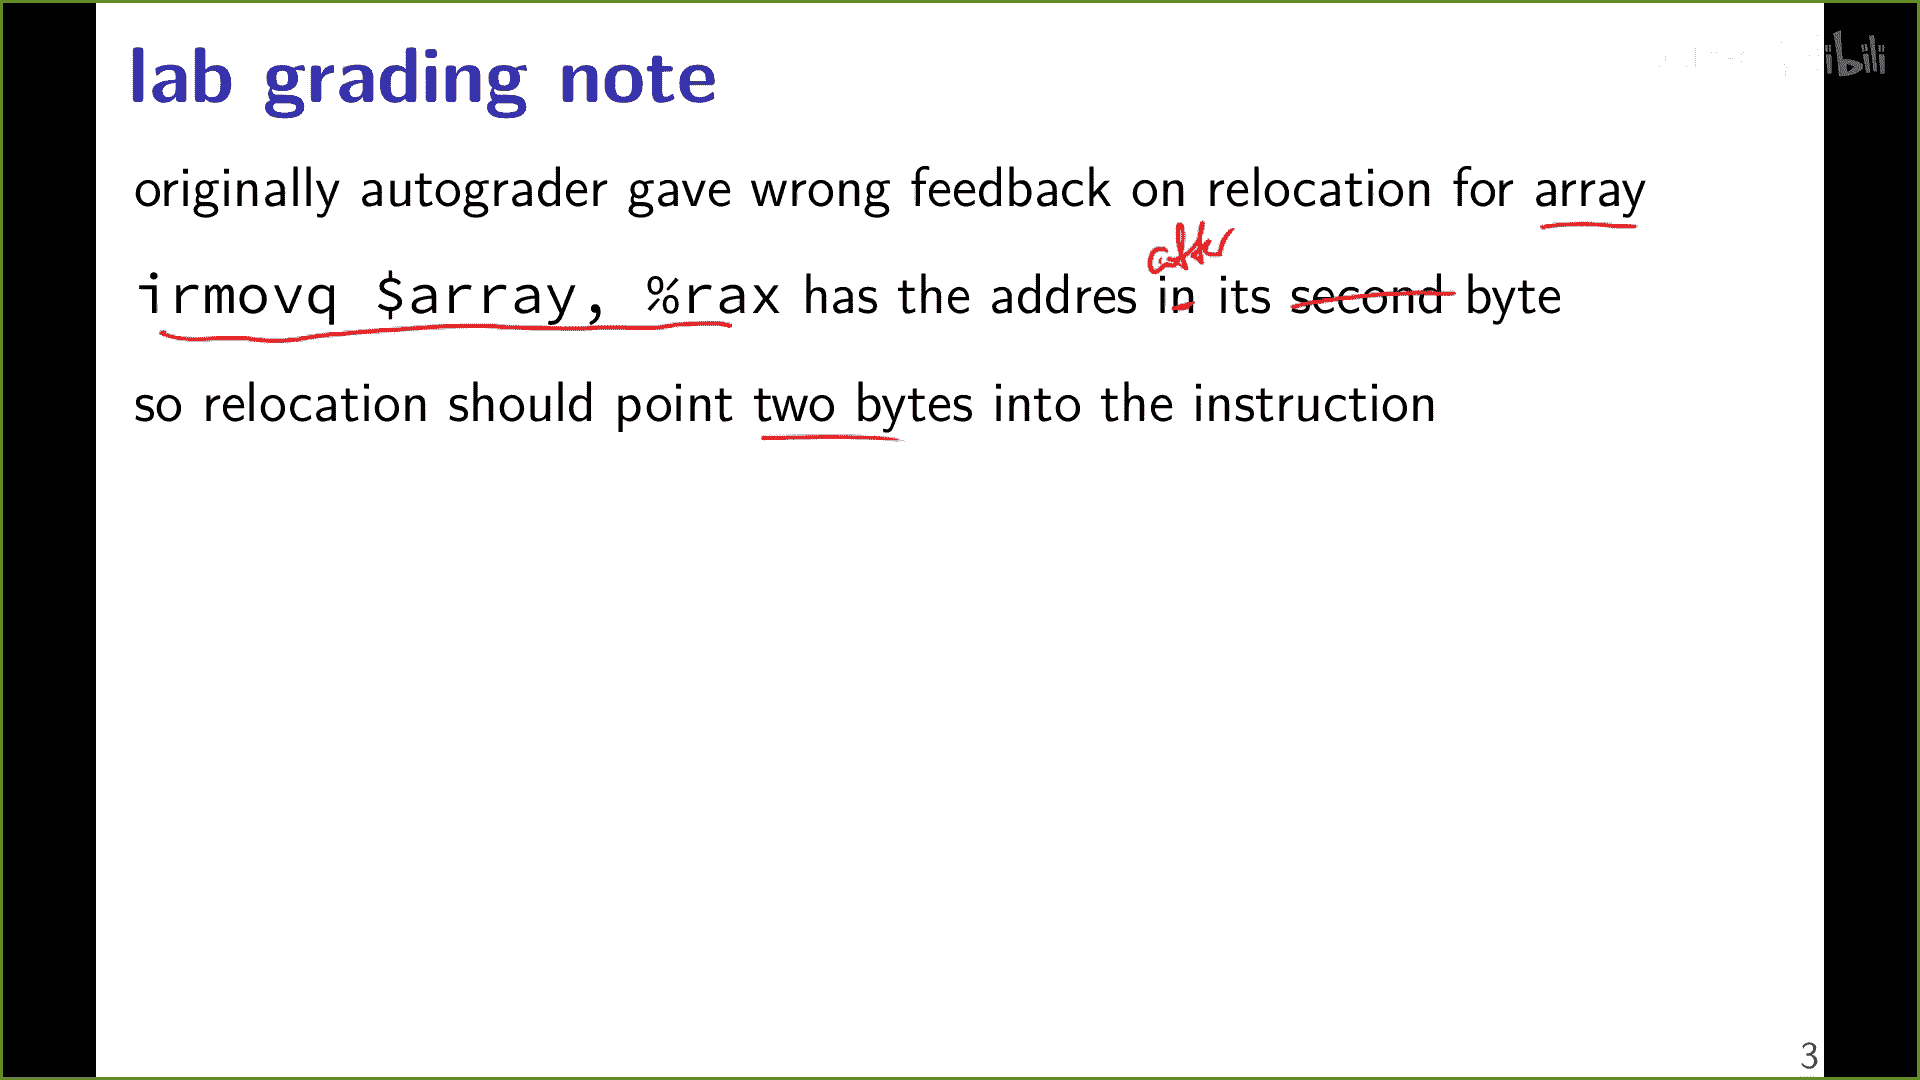 lab grading note
bili
originally autograder gave wrong feedback on relocation for array
after
irmovq $array, %rax has the addres in its second byte
so relocation should point two bytes into the instruction
3